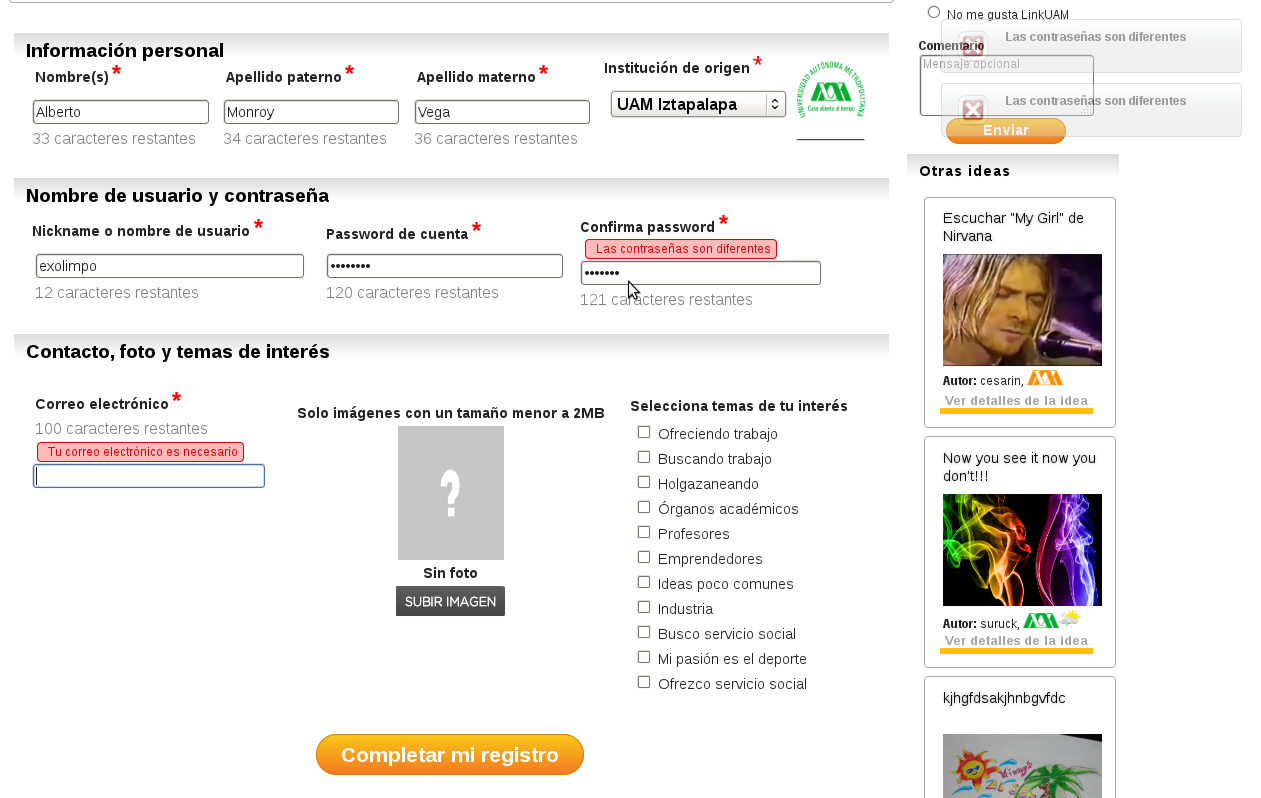 Información personal
Nombre(s) *
Apellido paterno *
Apellido materno *
Institución de origen *
Alberto
Monroy
Vega
UAM Iztapalapa
UNIVERSIDAD AUTÓNOMA METROPOLITANA
Casa abierta al tiempo
33 caracteres restantes
34 caracteres restantes
36 caracteres restantes
Nombre de usuario y contraseña
Nickname o nombre de usuario *
Password de cuenta *
Confirma password *
Las contraseñas son diferentes
exolimpo
••••••••
•••••••
12 caracteres restantes
120 caracteres restantes
121 caracteres restantes
Contacto, foto y temas de interés
Correo electrónico *
100 caracteres restantes
Tu correo electrónico es necesario
Solo imágenes con un tamaño menor a 2MB
?
Sin foto
SUBIR IMAGEN
Selecciona temas de tu interés
Ofreciendo trabajo
Buscando trabajo
Holgazaneando
Órganos académicos
Profesores
Emprendedores
Ideas poco comunes
Industria
Busco servicio social
Mi pasión es el deporte
Ofrezco servicio social
Completar mi registro
No me gusta LinkUAM
Las contraseñas son diferentes
Comentario
Mensaje opcional
Las contraseñas son diferentes
Enviar
Otras ideas
Escuchar "My Girl" de
Nirvana
Autor: cesarin,
Ver detalles de la idea
Now you see it now you
don't!!!
Autor: suruck,
Ver detalles de la idea
kjhgfdsakjhnbgvfdc